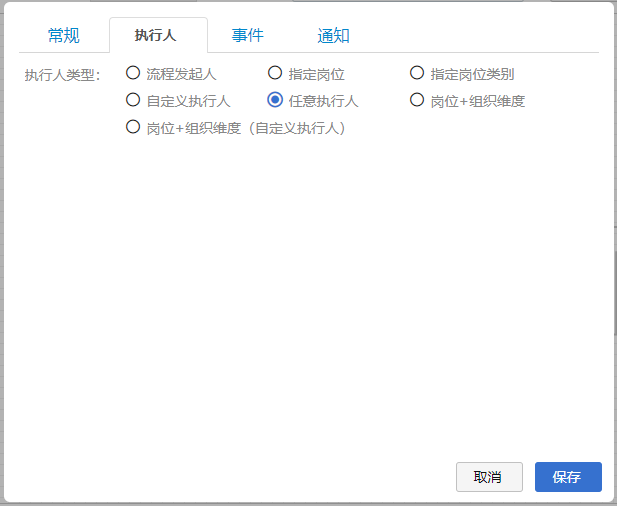 常规 执行人 事件 通知
执行人类型： 流程发起人 指定岗位 指定岗位类别
自定义执行人 任意执行人 岗位+组织维度
岗位+组织维度（自定义执行人）
取消 保存